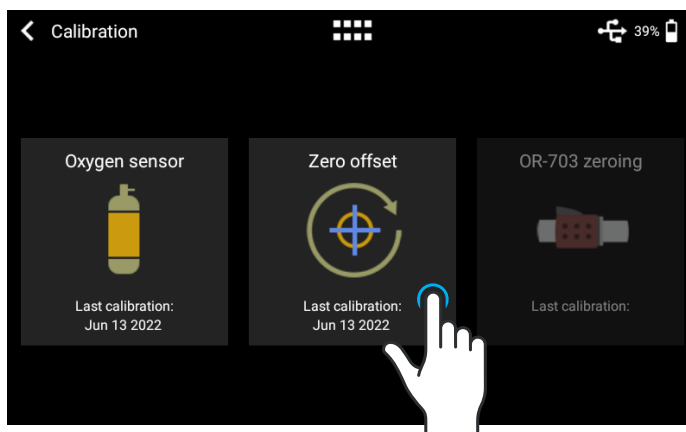 Calibration
39%
Oxygen sensor
Zero offset
OR-703 zeroing
Last calibration:
Jun 13 2022
Last calibration:
Jun 13 2022
Last calibration: